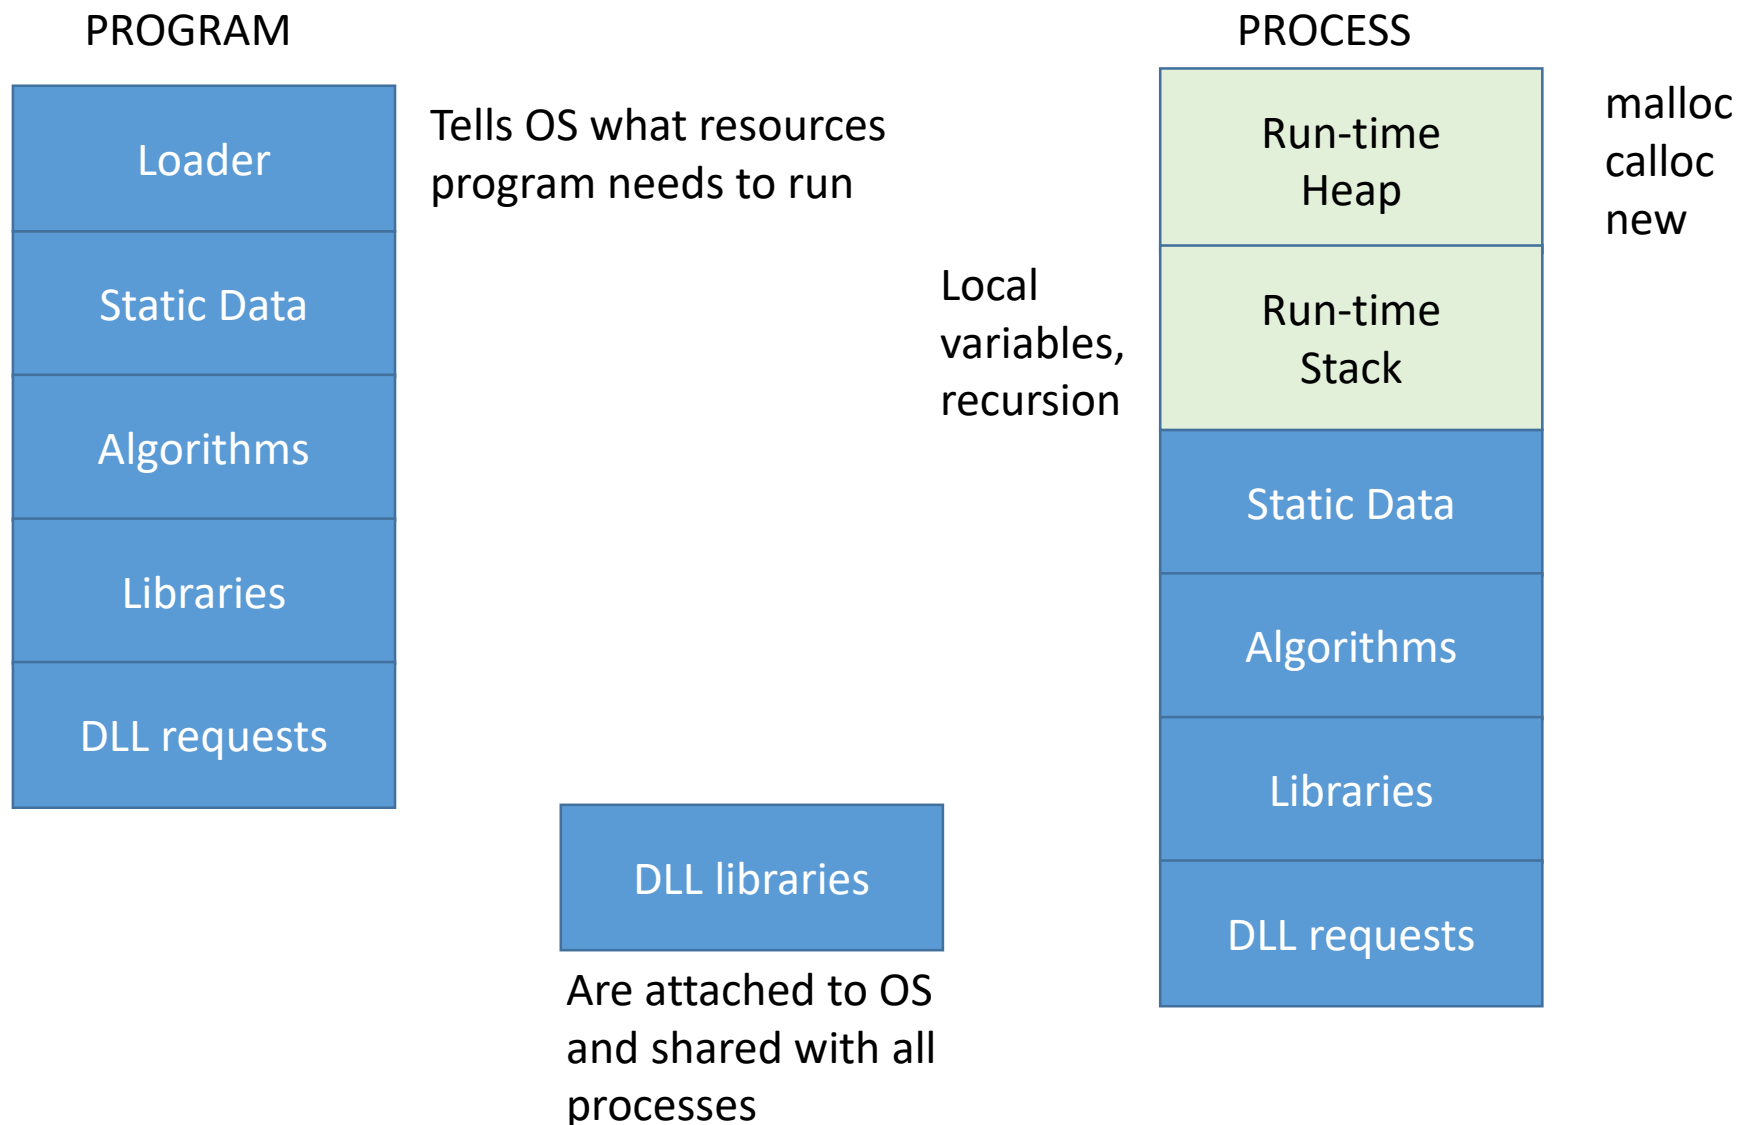 PROGRAM
Loader
Static Data
Algorithms
Libraries
DLL requests
Tells OS what resources
program needs to run
DLL libraries
Are attached to OS
and shared with all
processes
PROCESS
Run-time
Heap
malloc
calloc
new
Local
variables,
recursion
Run-time
Stack
Static Data
Algorithms
Libraries
DLL requests